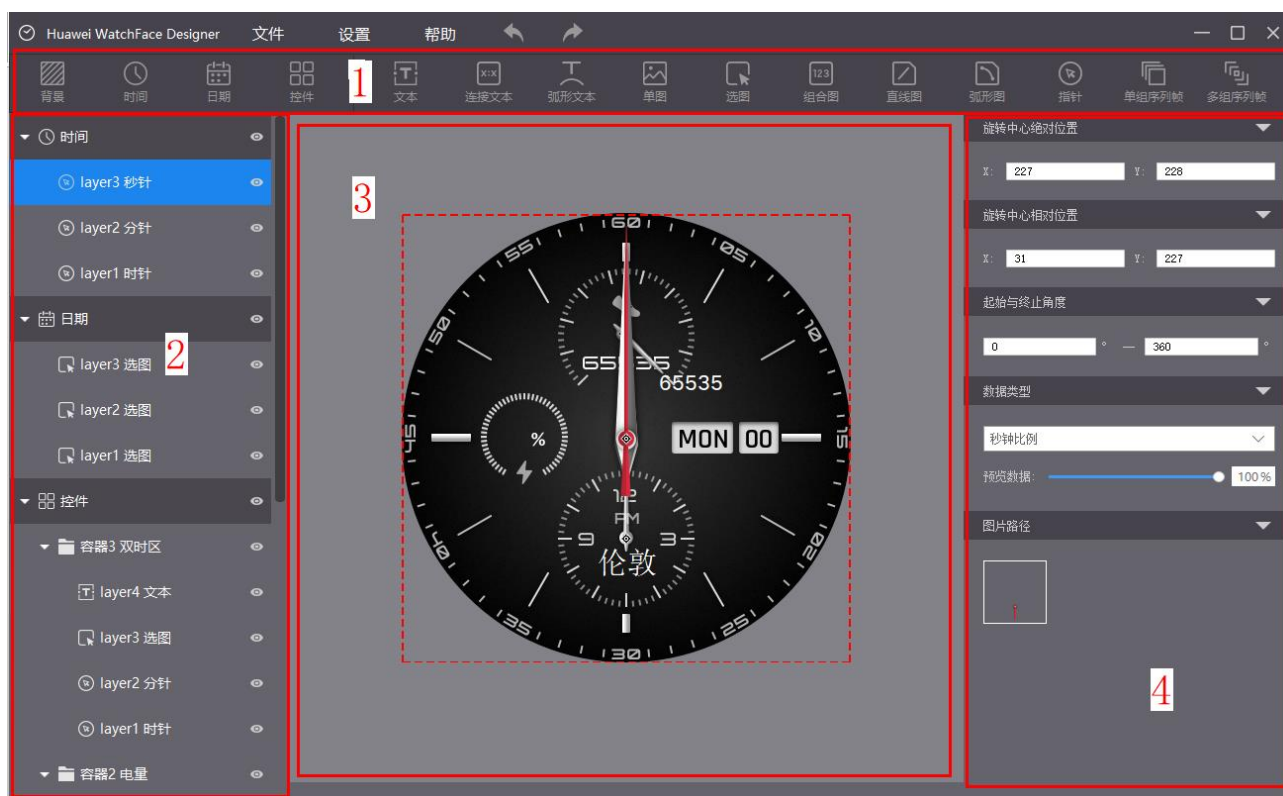 Huawei WatchFace Designer 文件 设置 帮助
背景 时间 日期 控件 1 文本 连接文本 弧形文本 单图 选图 组合图 直线图 弧形图 指针 单组序列帧 多组序列帧
时间
layer3 秒针
layer2 分针
layer1 时针
日期
layer3 选图
2
layer2 选图
layer1 选图
控件
容器3 双时区
layer4 文本
layer3 选图
layer2 分针
layer1 时针
容器2 电量
3
60
05
10
15
20
25
30
35
40
45
50
55
65535
65535
%
MON 00
12
PM
9 3
伦敦
旋转中心绝对位置
X: 227 Y: 228
旋转中心相对位置
X: 31 Y: 227
起始与终止角度
0 ° — 360 °
数据类型
秒钟比例
预览数据: 100%
图片路径
4